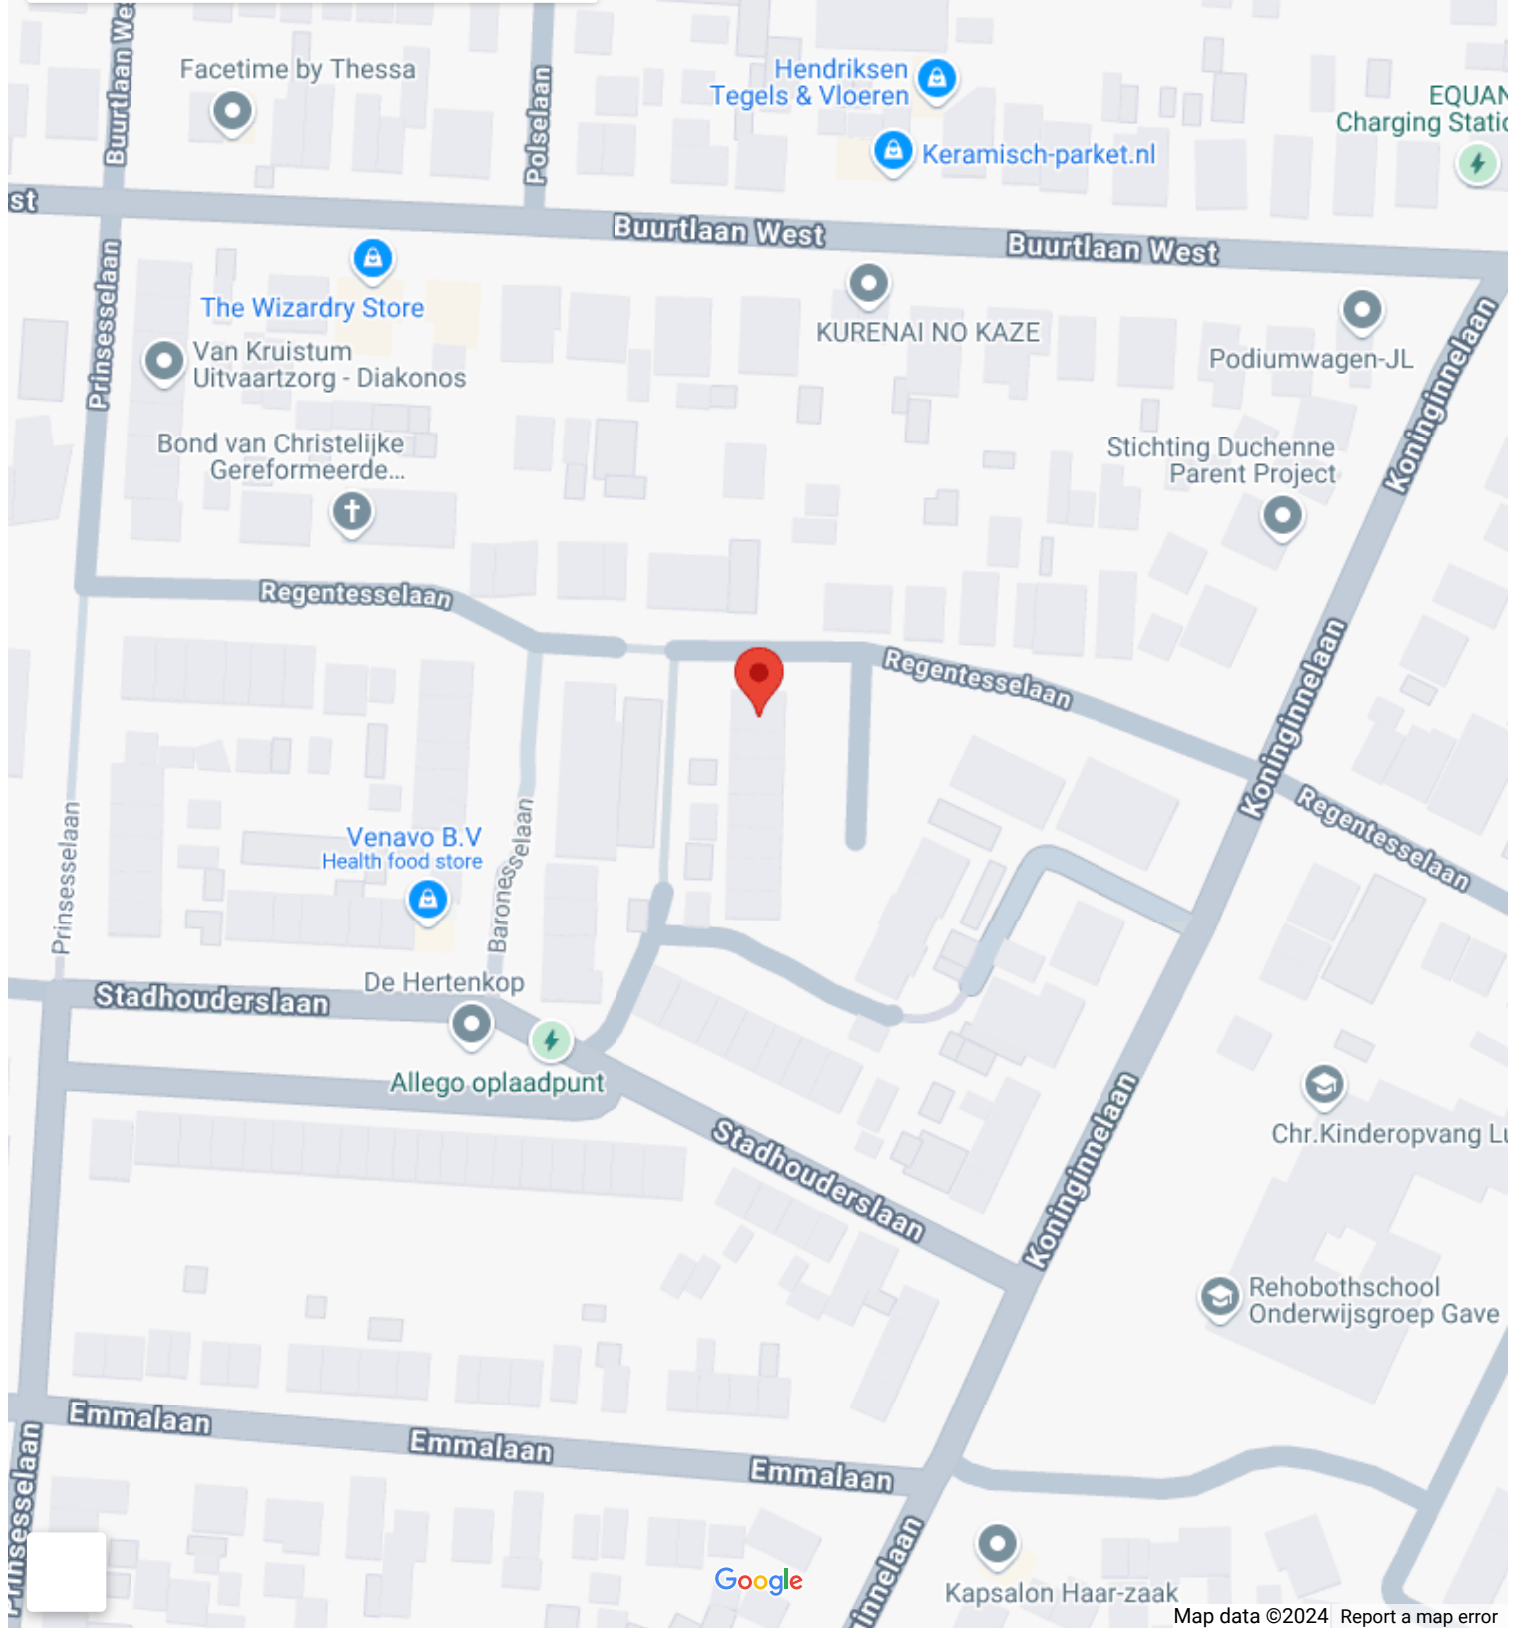 Buurtlaan We
Facetime by Thessa
Polselaan
Hendriksen
Tegels & Vloeren
Keramisch-parket.nl
EQUAN
Charging Static
st
Buurtlaan West
Buurtlaan West
Prinsesselaan
The Wizardry Store
KURENAI NO KAZE
Podiumwagen-JL
Koninginnelaan
Van Kruistum
Uitvaartzorg - Diakonos
Bond van Christelijke
Gereformeerde...
Stichting Duchenne
Parent Project
Regentesselaan
Regentesselaan
Koninginnelaan
Regentesselaan
Prinsesselaan
Venavo B.V
Health food store
Baronesselaan
De Hertenkop
Stadhouderslaan
Allego oplaadpunt
Stadhouderslaan
Koninginnelaan
Chr.Kinderopvang Lu
Rehobothschool
Onderwijsgroep Gave
Emmalaan
Emmalaan
Emmalaan
Prinsesselaan
innelaan
Google
Kapsalon Haar-zaak
Map data ©2024
Report a map error